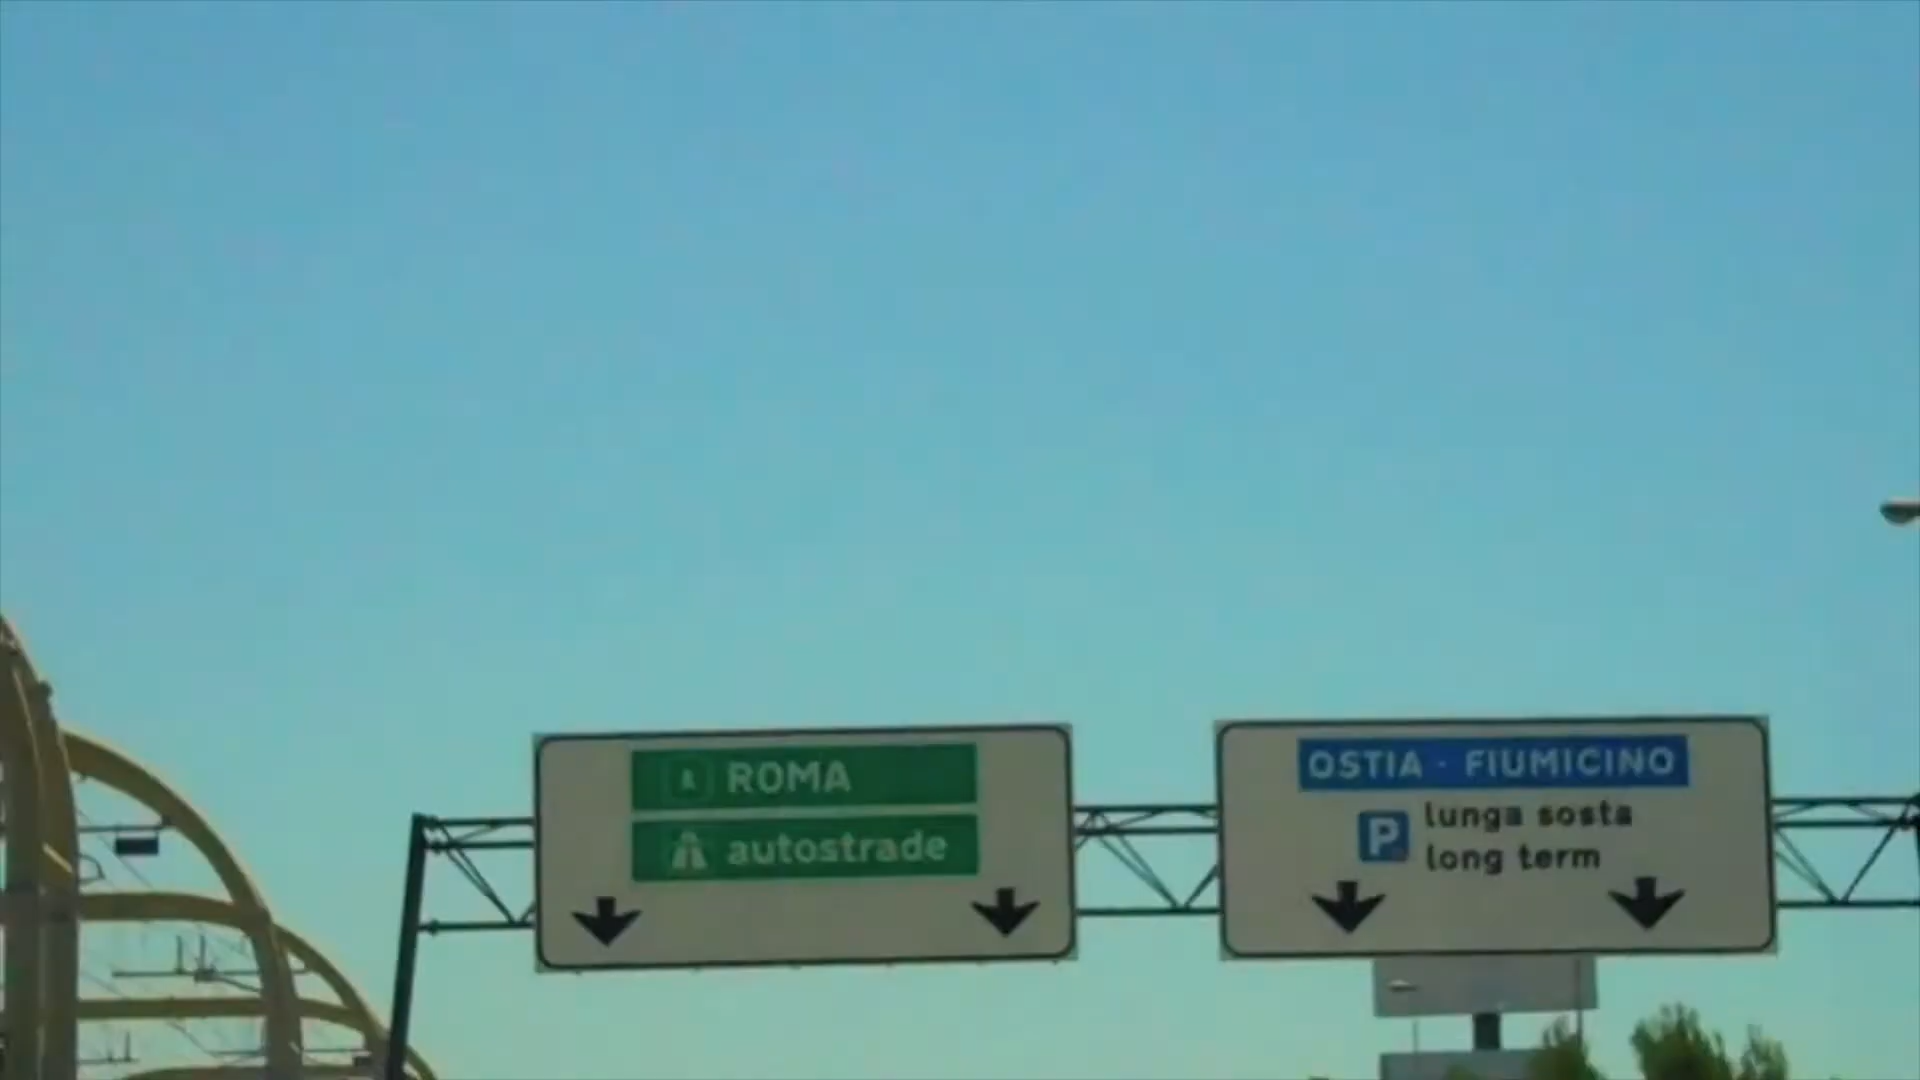 ROMA
autostrade
OSTIA · FIUMICINO
P lunga sosta
long term